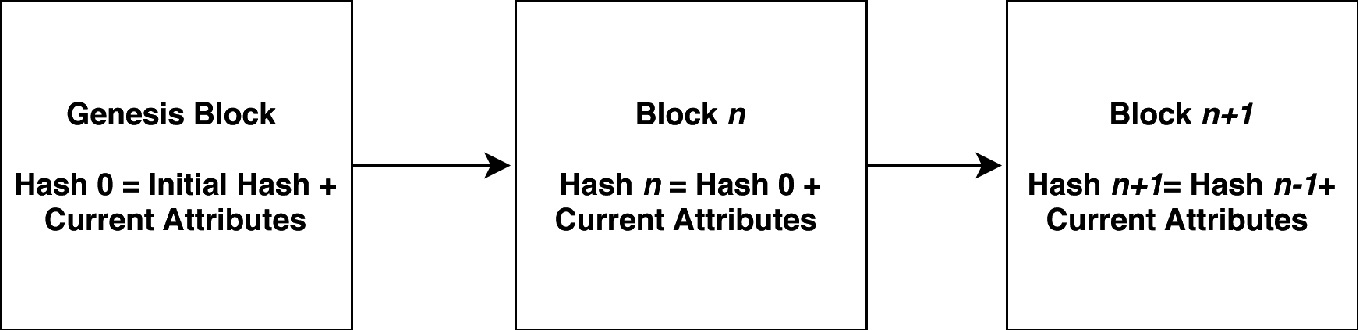 Genesis Block
Hash 0 = Initial Hash +
Current Attributes
Block n
Hash n = Hash 0 +
Current Attributes
Block n+1
Hash n+1= Hash n-1+
Current Attributes